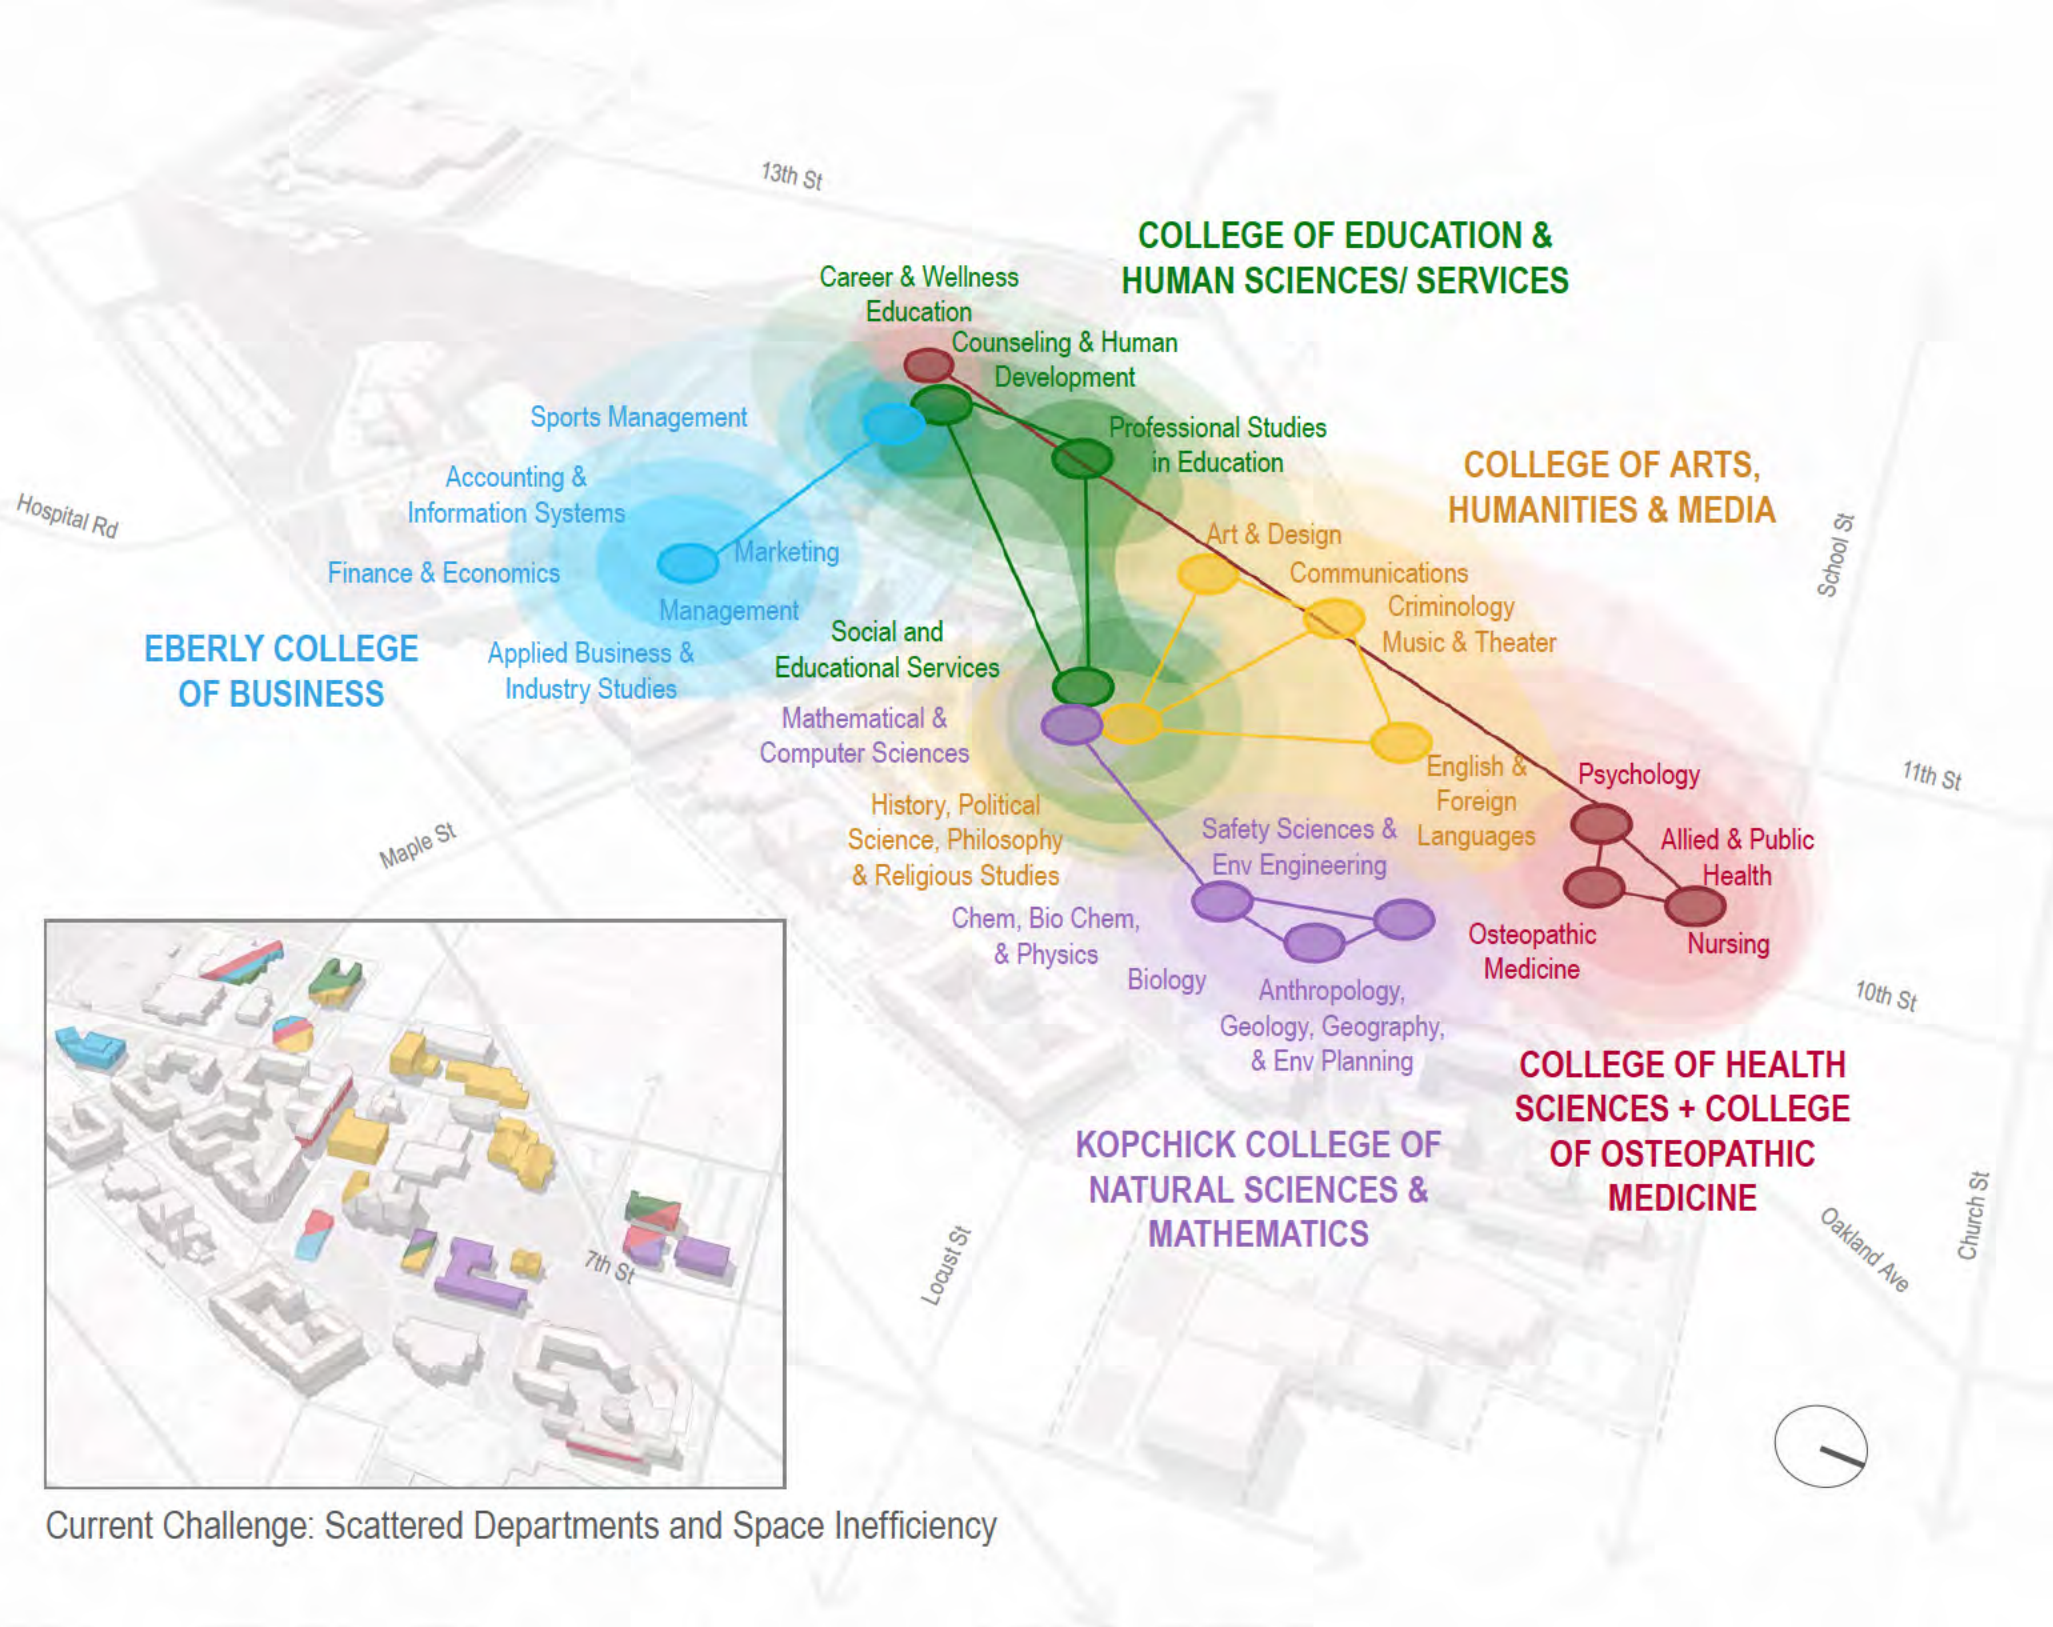 13th St
COLLEGE OF EDUCATION &
HUMAN SCIENCES/ SERVICES
Career & Wellness
Education
Counseling & Human
Development
Sports Management
Professional Studies
in Education
COLLEGE OF ARTS,
HUMANITIES & MEDIA
Accounting &
Information Systems
Hospital Rd
School St
Art & Design
Marketing
Finance & Economics
Communications
Criminology
Music & Theater
Management
EBERLY COLLEGE
OF BUSINESS
Applied Business &
Industry Studies
Social and
Educational Services
Mathematical &
Computer Sciences
English &
Foreign
Languages
Psychology
11th St
History, Political
Science, Philosophy
& Religious Studies
Safety Sciences &
Env Engineering
Allied & Public
Health
Maple St
Chem, Bio Chem,
& Physics
Biology
Anthropology,
Geology, Geography,
& Env Planning
Osteopathic
Medicine
Nursing
10th St
COLLEGE OF HEALTH
SCIENCES + COLLEGE
OF OSTEOPATHIC
MEDICINE
KOPCHICK COLLEGE OF
NATURAL SCIENCES &
MATHEMATICS
Locust St
Oakland Ave
Church St
7th St
Current Challenge: Scattered Departments and Space Inefficiency